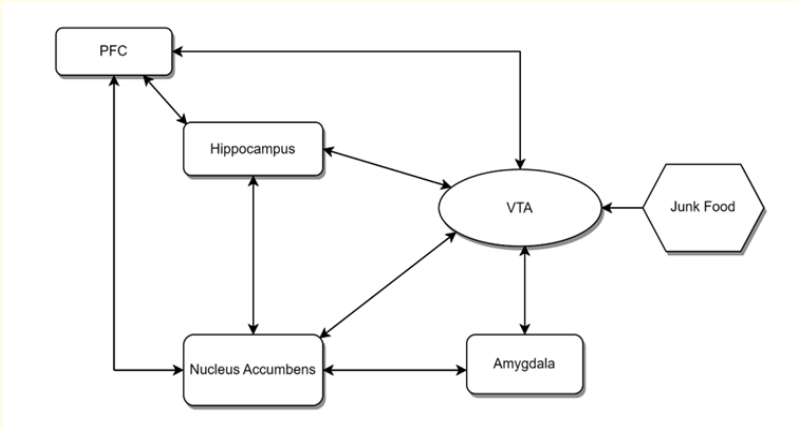 PFC
Hippocampus
VTA
Junk Food
Nucleus Accumbens
Amygdala